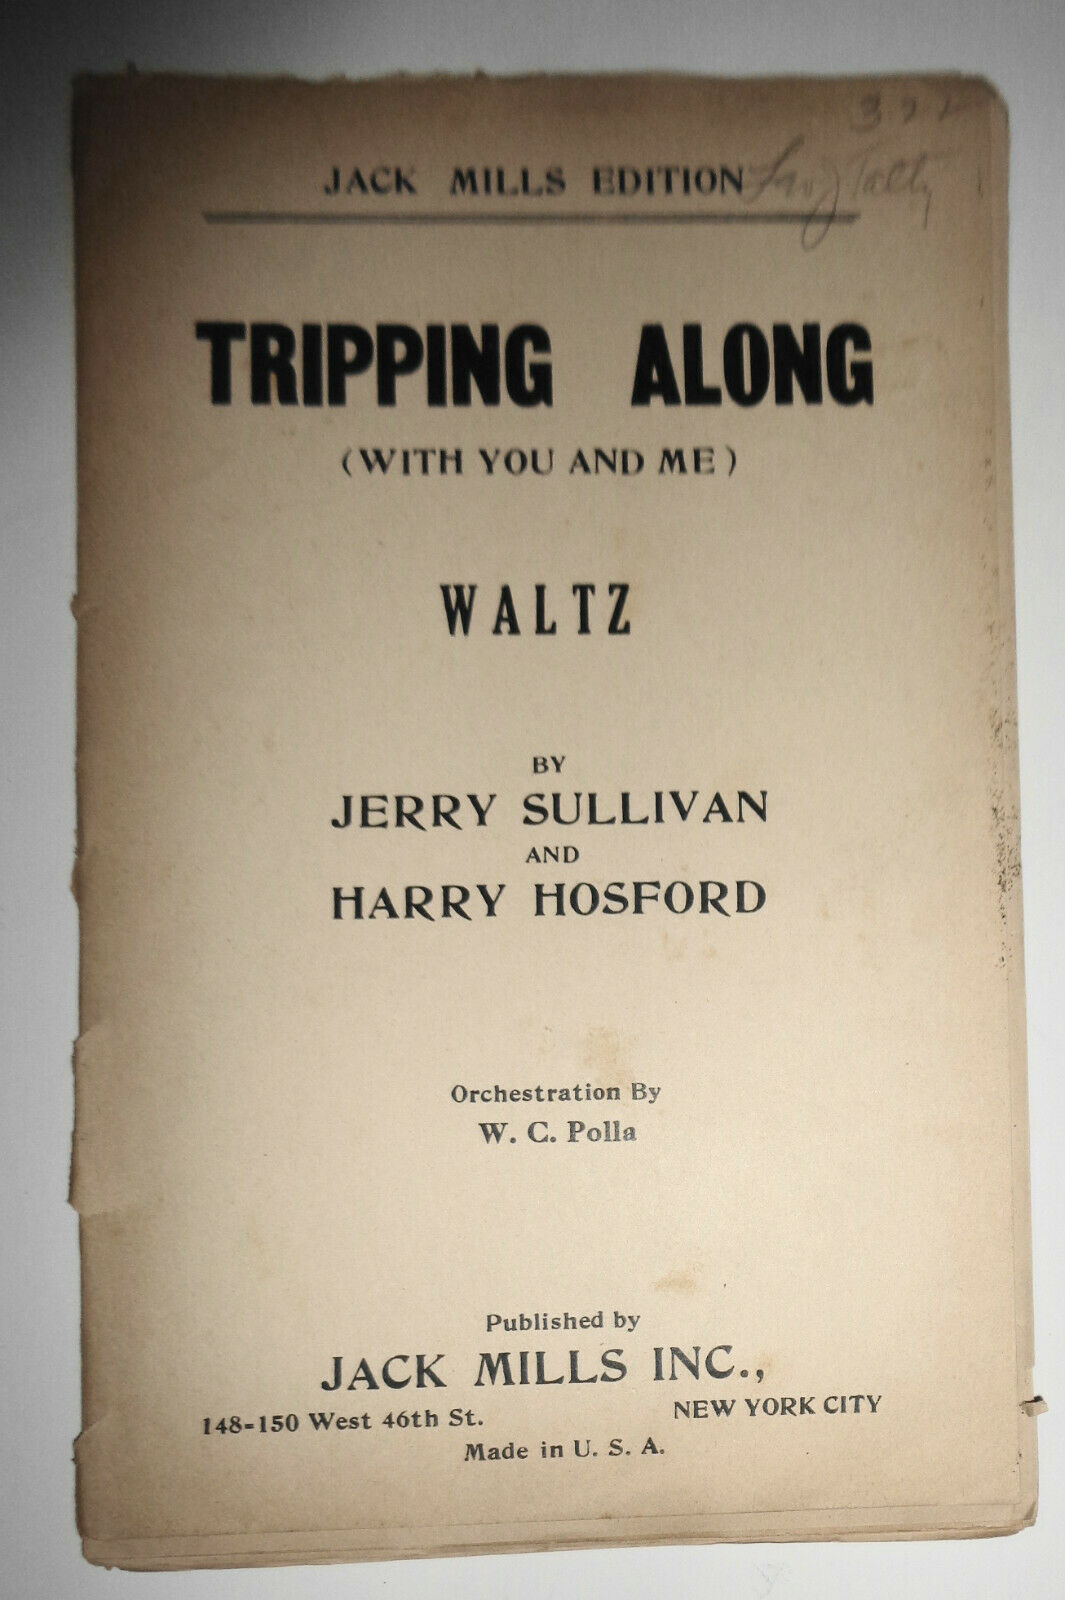 JACK MILLS EDITION
TRIPPING ALONG
(WITH YOU AND ME)
WALTZ
BY
JERRY SULLIVAN
AND
HARRY HOSFORD
Orchestration By
W. C. Polla
Published by
JACK MILLS INC.,
148-150 West 46th St. NEW YORK CITY
Made in U. S. A.